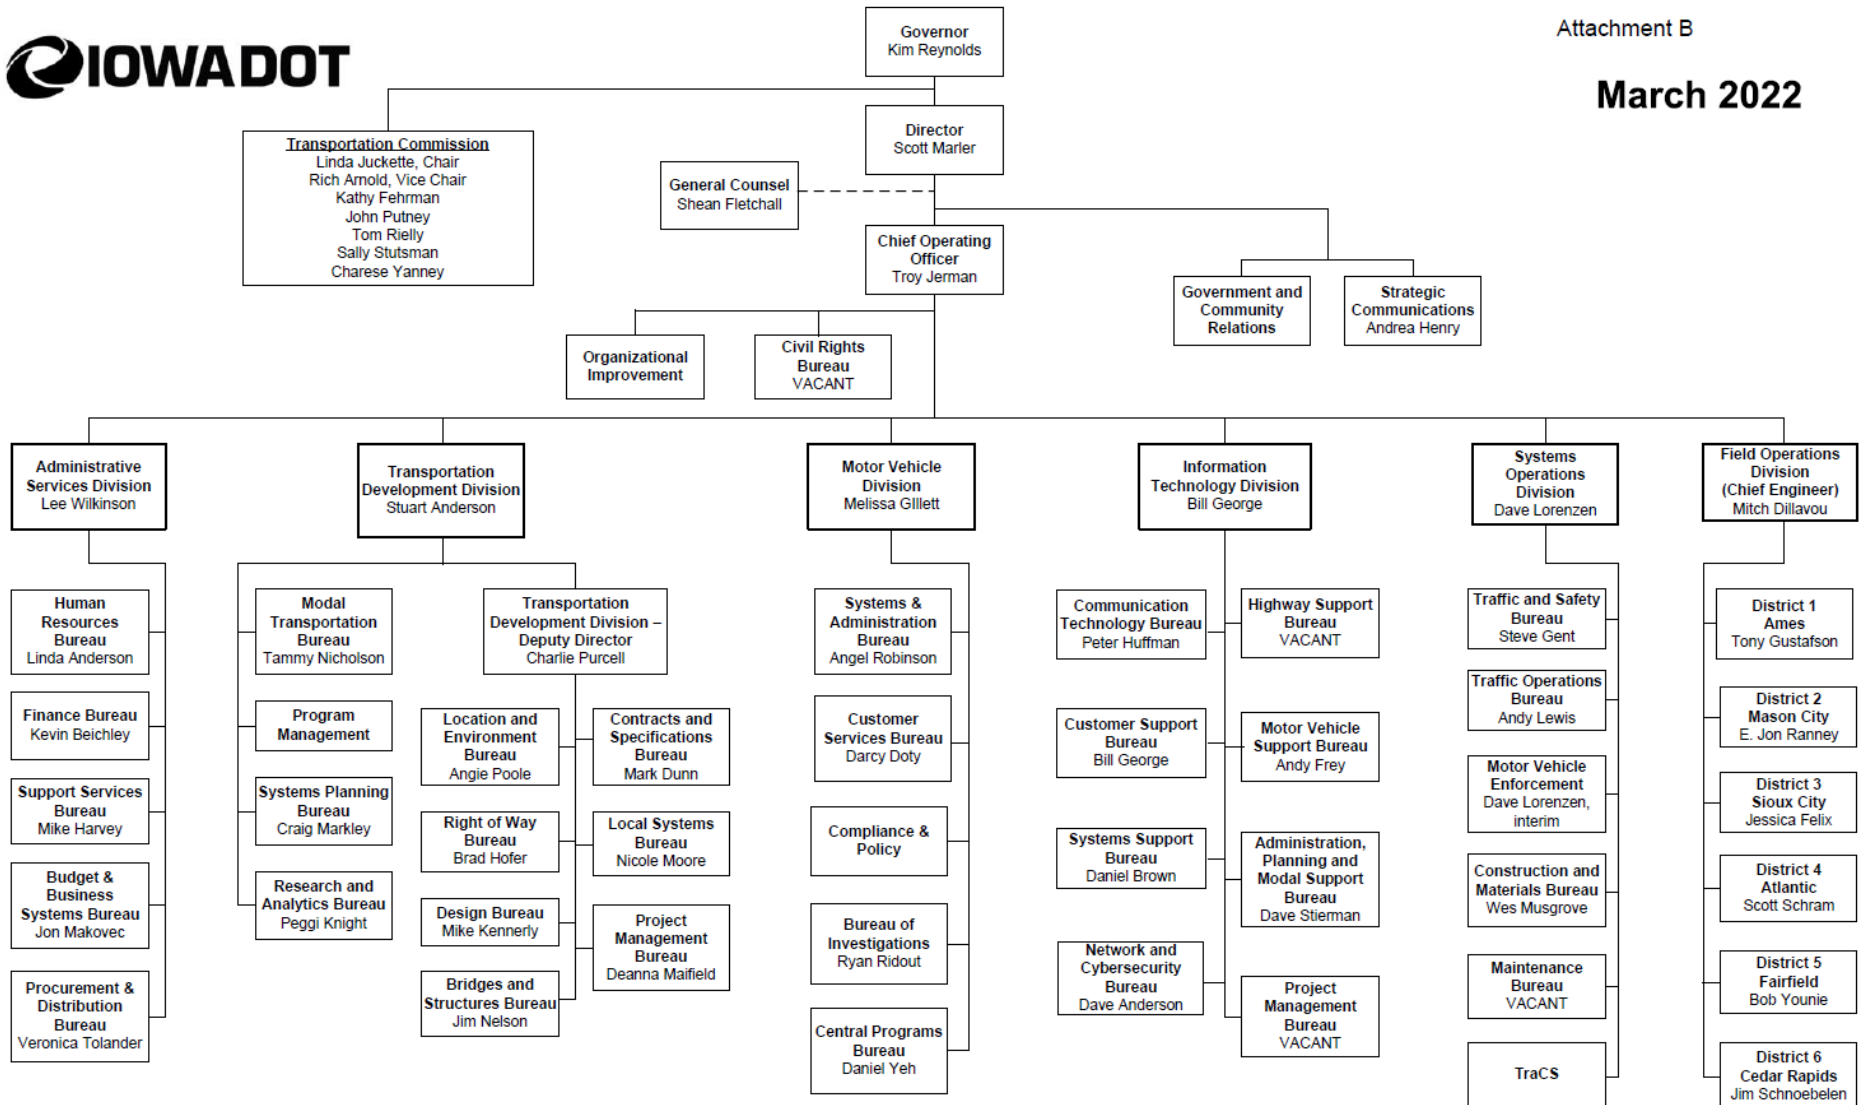 IOWADOT
Attachment B
March 2022
Governor
Kim Reynolds
Director
Scott Marler
Transportation Commission
Linda Juckette, Chair
Rich Arnold, Vice Chair
Kathy Fehrman
John Putney
Tom Rielly
Sally Stutsman
Charese Yanney
General Counsel
Shean Fletchall
Chief Operating
Officer
Troy Jerman
Government and
Community
Relations
Strategic
Communications
Andrea Henry
Organizational
Improvement
Civil Rights
Bureau
VACANT
Administrative
Services Division
Lee Wilkinson
Transportation
Development Division
Stuart Anderson
Motor Vehicle
Division
Melissa GIllett
Information
Technology Division
Bill George
Systems
Operations
Division
Dave Lorenzen
Field Operations
Division
(Chief Engineer)
Mitch Dillavou
Human
Resources
Bureau
Linda Anderson
Finance Bureau
Kevin Beichley
Support Services
Bureau
Mike Harvey
Budget &
Business
Systems Bureau
Jon Makovec
Procurement &
Distribution
Bureau
Veronica Tolander
Modal
Transportation
Bureau
Tammy Nicholson
Program
Management
Systems Planning
Bureau
Craig Markley
Research and
Analytics Bureau
Peggi Knight
Transportation
Development Division –
Deputy Director
Charlie Purcell
Location and
Environment
Bureau
Angie Poole
Right of Way
Bureau
Brad Hofer
Design Bureau
Mike Kennerly
Bridges and
Structures Bureau
Jim Nelson
Contracts and
Specifications
Bureau
Mark Dunn
Local Systems
Bureau
Nicole Moore
Project
Management
Bureau
Deanna Maifield
Systems &
Administration
Bureau
Angel Robinson
Customer
Services Bureau
Darcy Doty
Compliance &
Policy
Bureau of
Investigations
Ryan Ridout
Central Programs
Bureau
Daniel Yeh
Communication
Technology Bureau
Peter Huffman
Customer Support
Bureau
Bill George
Systems Support
Bureau
Daniel Brown
Network and
Cybersecurity
Bureau
Dave Anderson
Highway Support
Bureau
VACANT
Motor Vehicle
Support Bureau
Andy Frey
Administration,
Planning and
Modal Support
Bureau
Dave Stierman
Project
Management
Bureau
VACANT
Traffic and Safety
Bureau
Steve Gent
Traffic Operations
Bureau
Andy Lewis
Motor Vehicle
Enforcement
Dave Lorenzen,
interim
Construction and
Materials Bureau
Wes Musgrove
Maintenance
Bureau
VACANT
TraCS
District 1
Ames
Tony Gustafson
District 2
Mason City
E. Jon Ranney
District 3
Sioux City
Jessica Felix
District 4
Atlantic
Scott Schram
District 5
Fairfield
Bob Younie
District 6
Cedar Rapids
Jim Schnoebelen